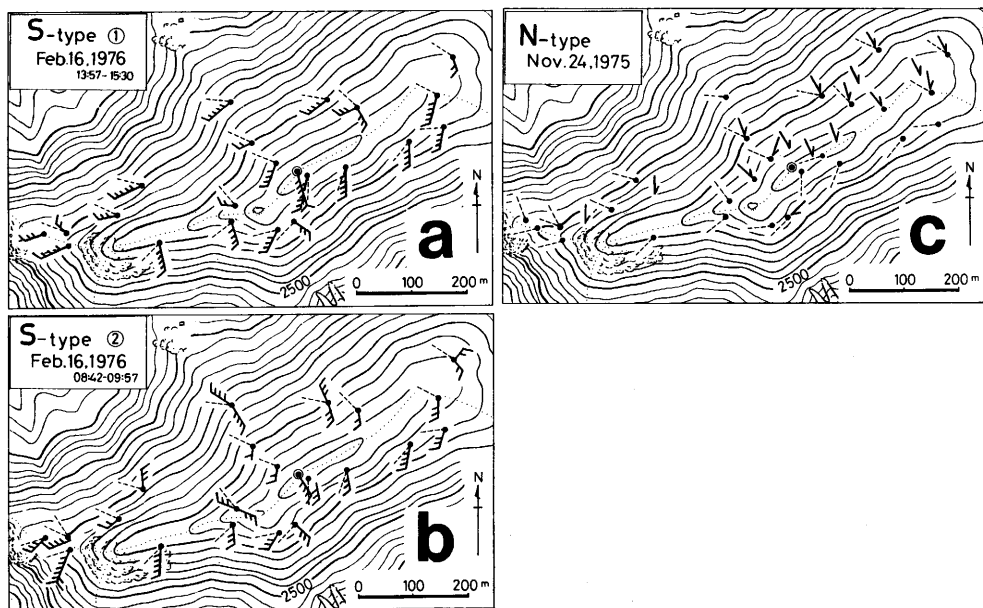 S-type ①
Feb.16,1976
13:57-15:30
N
a
2500
0 100 200 m
N-type
Nov.24,1975
N
c
2500
0 100 200 m
S-type ②
Feb.16,1976
08:42-09:57
N
b
2500
0 100 200 m